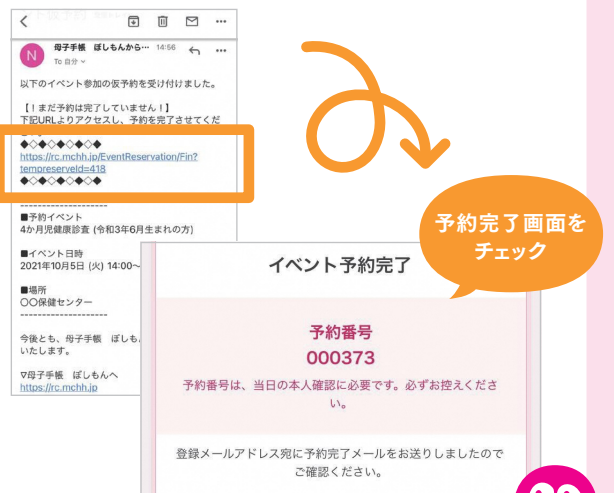 N
母子手帳 ぼしもんから… 14:56
To 自分
以下のイベント参加の仮予約を受け付けました。
【！まだ予約は完了していません！】
下記URLよりアクセスし、予約を完了させてくだ
◆◇◆◇◆◇◆◇◆
https://rc.mchh.jp/EventReservation/Fin?
tempreserveId=418
◆◇◆◇◆◇◆◇◆
--------------------
■予約イベント
4か月児健康診査 (令和3年6月生まれの方)
■イベント日時
2021年10月5日 (火) 14:00〜
■場所
〇〇保健センター
--------------------
今後とも、母子手帳 ぼしも
いたします。
▽母子手帳 ぼしもんへ
https://rc.mchh.jp
予約完了画面を
チェック
イベント予約完了
予約番号
000373
予約番号は、当日の本人確認に必要です。必ずお控えくださ
い。
登録メールアドレス宛に予約完了メールをお送りしましたので
ご確認ください。